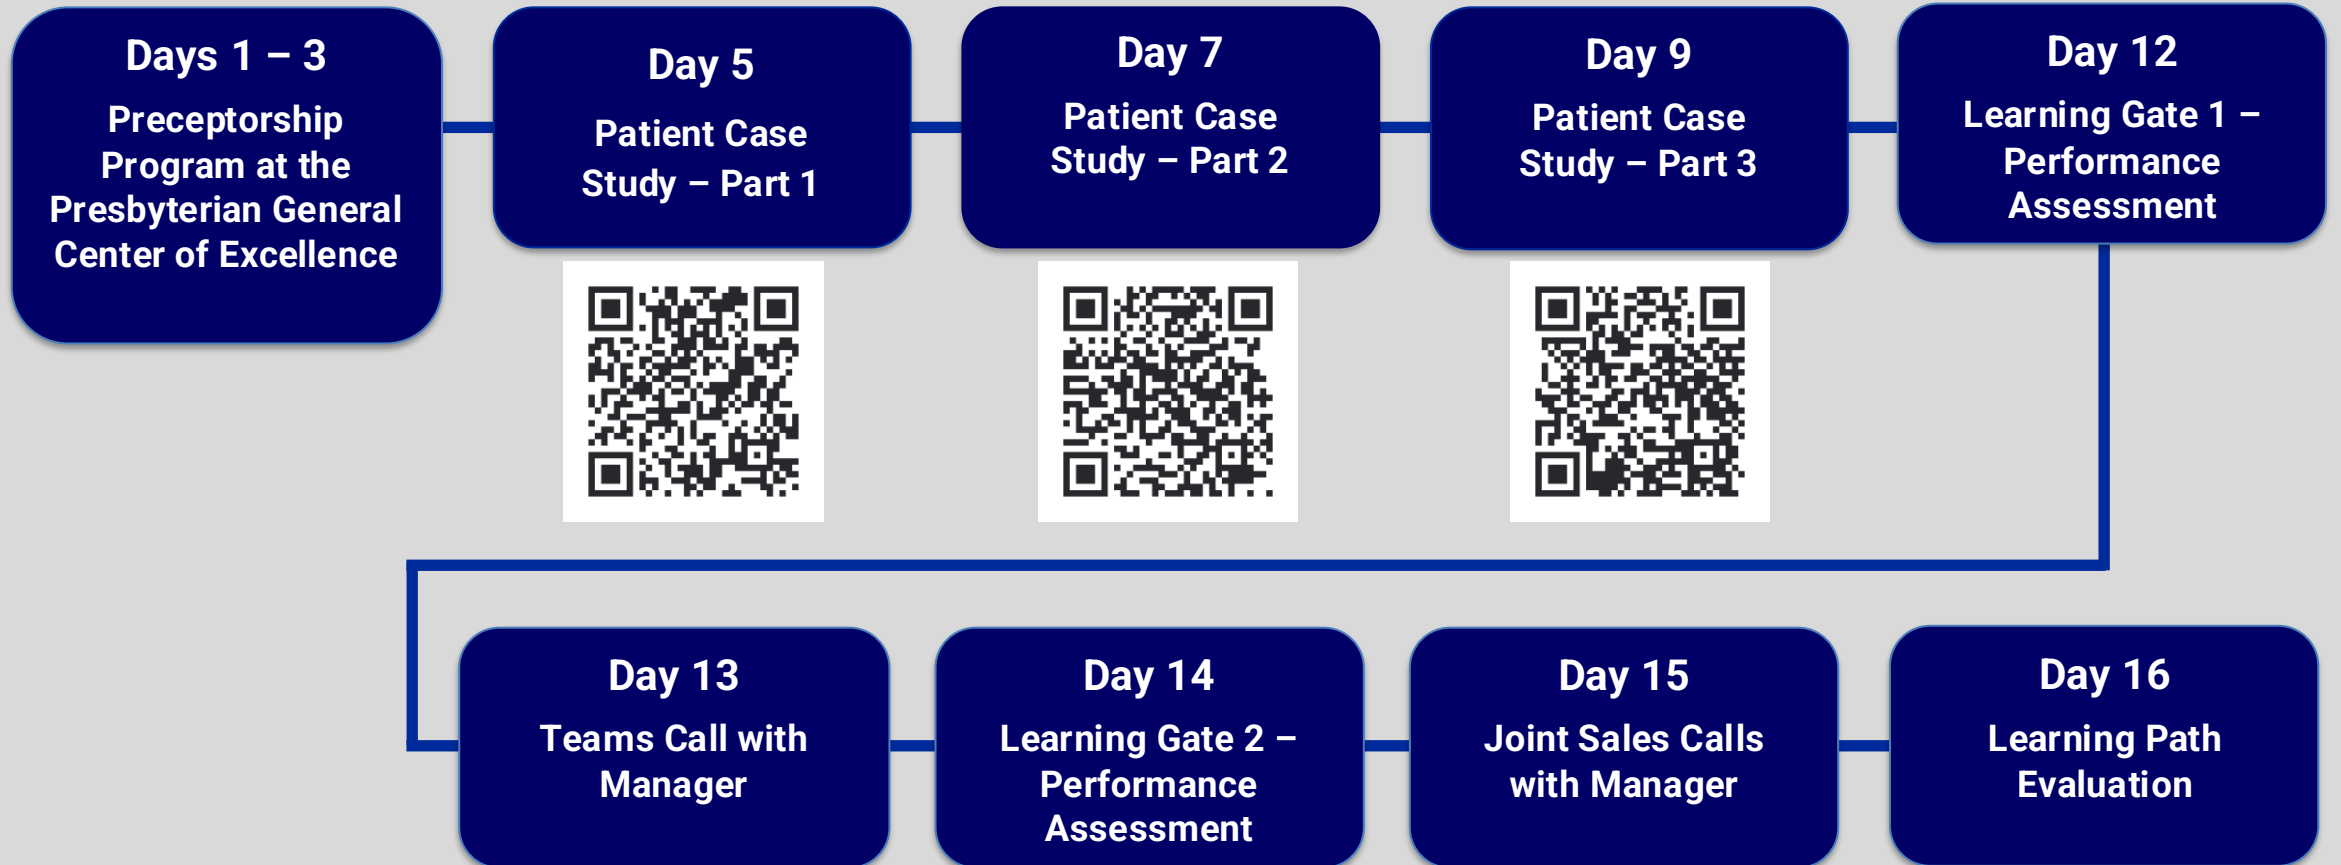 Days 1 – 3
Preceptorship
Program at the
Presbyterian General
Center of Excellence
Day 5
Patient Case
Study – Part 1
Day 7
Patient Case
Study – Part 2
Day 9
Patient Case
Study – Part 3
Day 12
Learning Gate 1 –
Performance
Assessment
Day 13
Teams Call with
Manager
Day 14
Learning Gate 2 –
Performance
Assessment
Day 15
Joint Sales Calls
with Manager
Day 16
Learning Path
Evaluation